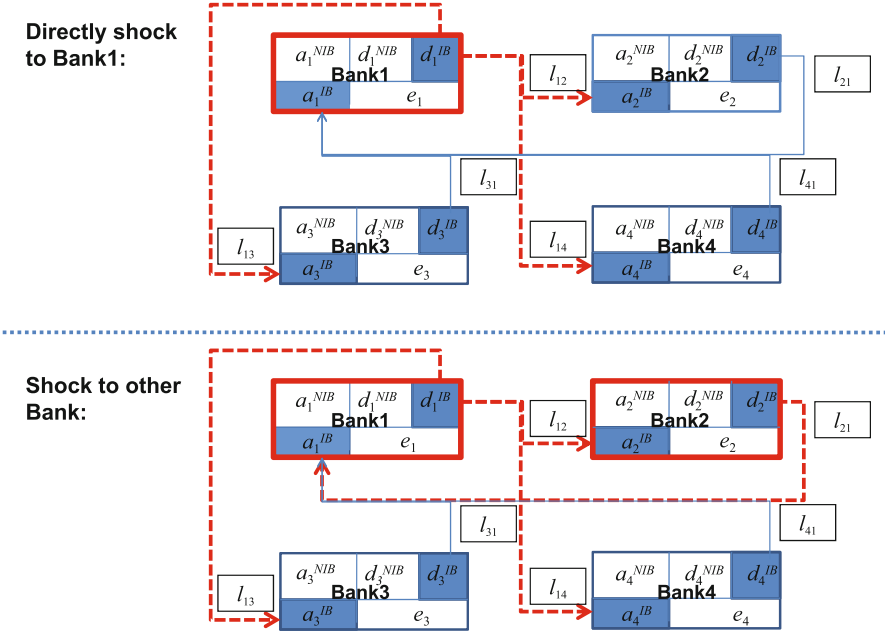 Directly shock
to Bank1:
a₁ᴺᴵᴮ d₁ᴺᴵᴮ d₁ᴵᴮ
Bank1
a₁ᴵᴮ e₁
l₁₂
a₂ᴺᴵᴮ d₂ᴺᴵᴮ d₂ᴵᴮ
Bank2
a₂ᴵᴮ e₂
l₂₁
l₃₁
l₄₁
l₁₃
a₃ᴺᴵᴮ d₃ᴺᴵᴮ d₃ᴵᴮ
Bank3
a₃ᴵᴮ e₃
l₁₄
a₄ᴺᴵᴮ d₄ᴺᴵᴮ d₄ᴵᴮ
Bank4
a₄ᴵᴮ e₄
Shock to other
Bank:
a₁ᴺᴵᴮ d₁ᴺᴵᴮ d₁ᴵᴮ
Bank1
a₁ᴵᴮ e₁
l₁₂
a₂ᴺᴵᴮ d₂ᴺᴵᴮ d₂ᴵᴮ
Bank2
a₂ᴵᴮ e₂
l₂₁
l₃₁
l₄₁
l₁₃
a₃ᴺᴵᴮ d₃ᴺᴵᴮ d₃ᴵᴮ
Bank3
a₃ᴵᴮ e₃
l₁₄
a₄ᴺᴵᴮ d₄ᴺᴵᴮ d₄ᴵᴮ
Bank4
a₄ᴵᴮ e₄